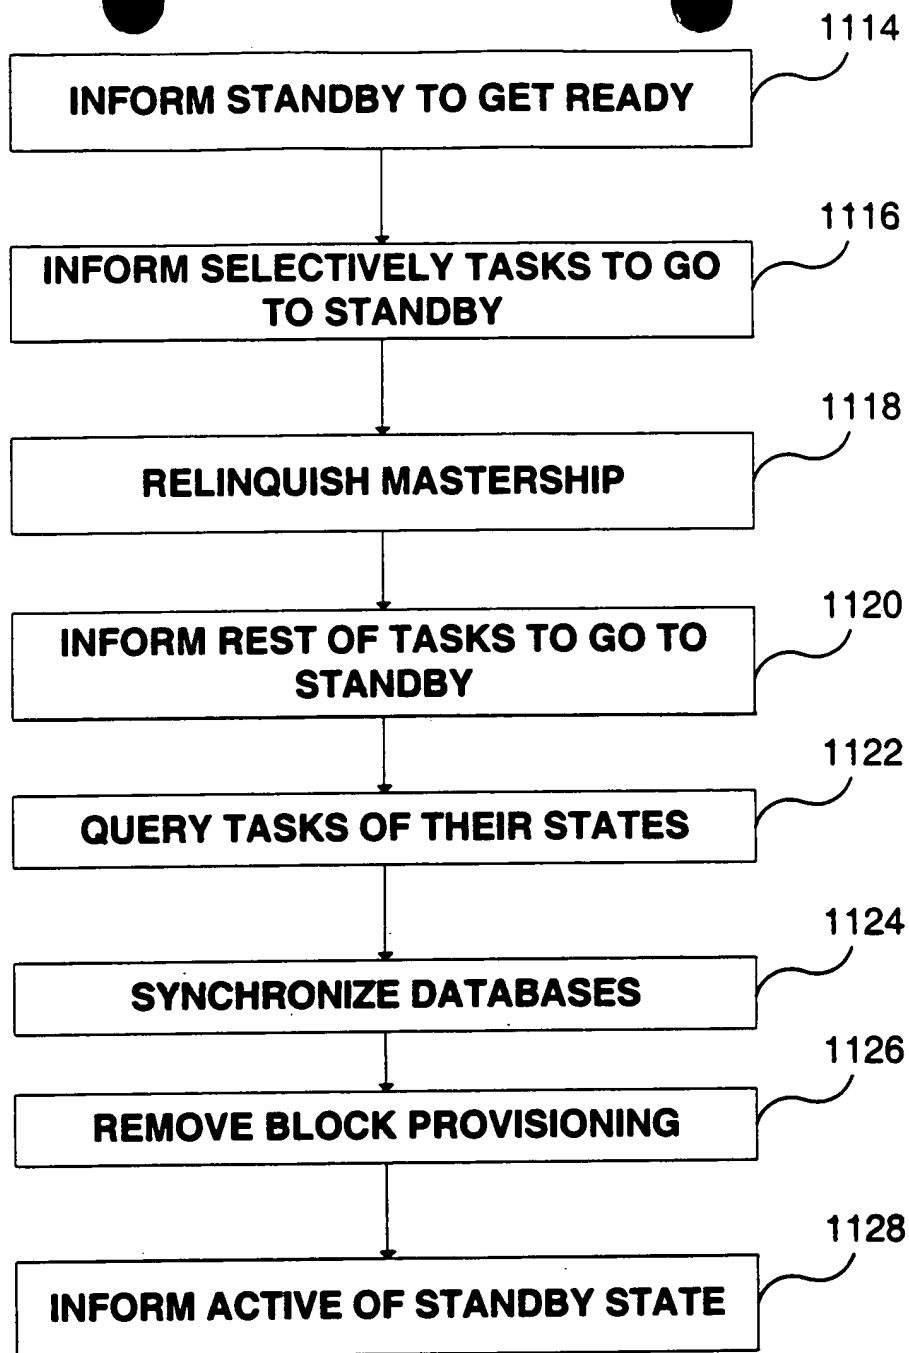 1114
INFORM STANDBY TO GET READY
1116
INFORM SELECTIVELY TASKS TO GO
TO STANDBY
1118
RELINQUISH MASTERSHIP
1120
INFORM REST OF TASKS TO GO TO
STANDBY
1122
QUERY TASKS OF THEIR STATES
1124
SYNCHRONIZE DATABASES
1126
REMOVE BLOCK PROVISIONING
1128
INFORM ACTIVE OF STANDBY STATE